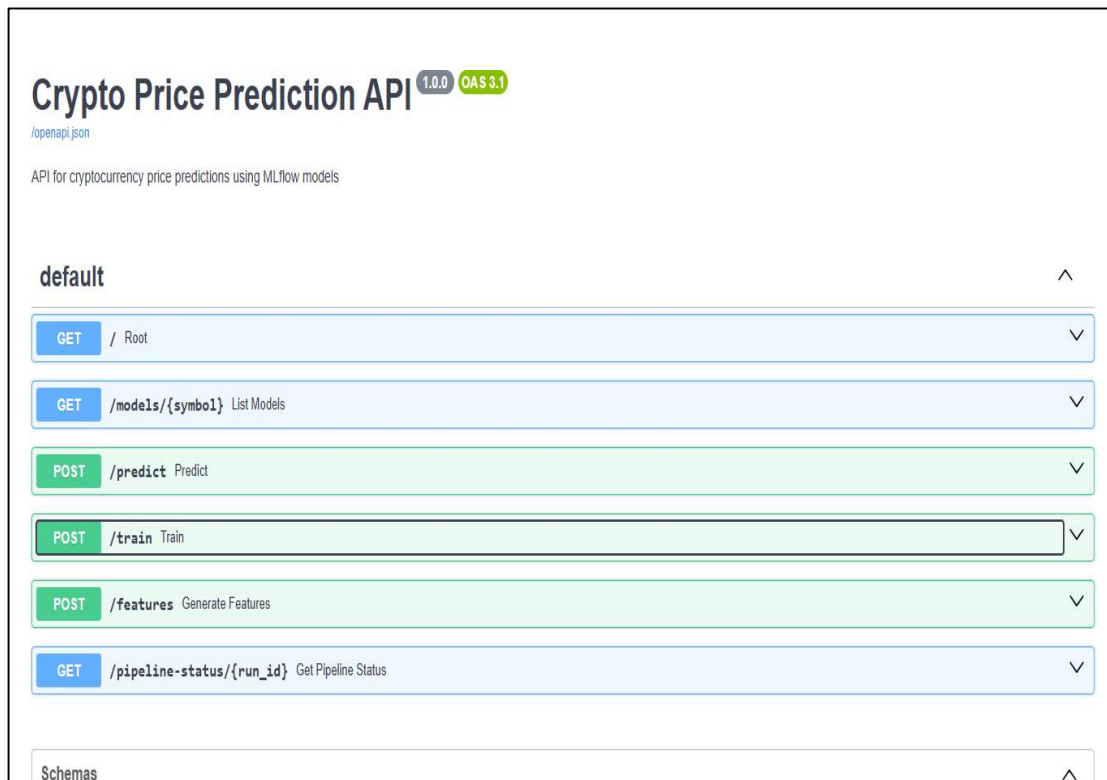 Crypto Price Prediction API 1.0.0 OAS 3.1
/openapi.json
API for cryptocurrency price predictions using MLflow models
default
GET / Root
GET /models/{symbol} List Models
POST /predict Predict
POST /train Train
POST /features Generate Features
GET /pipeline-status/{run_id} Get Pipeline Status
Schemas